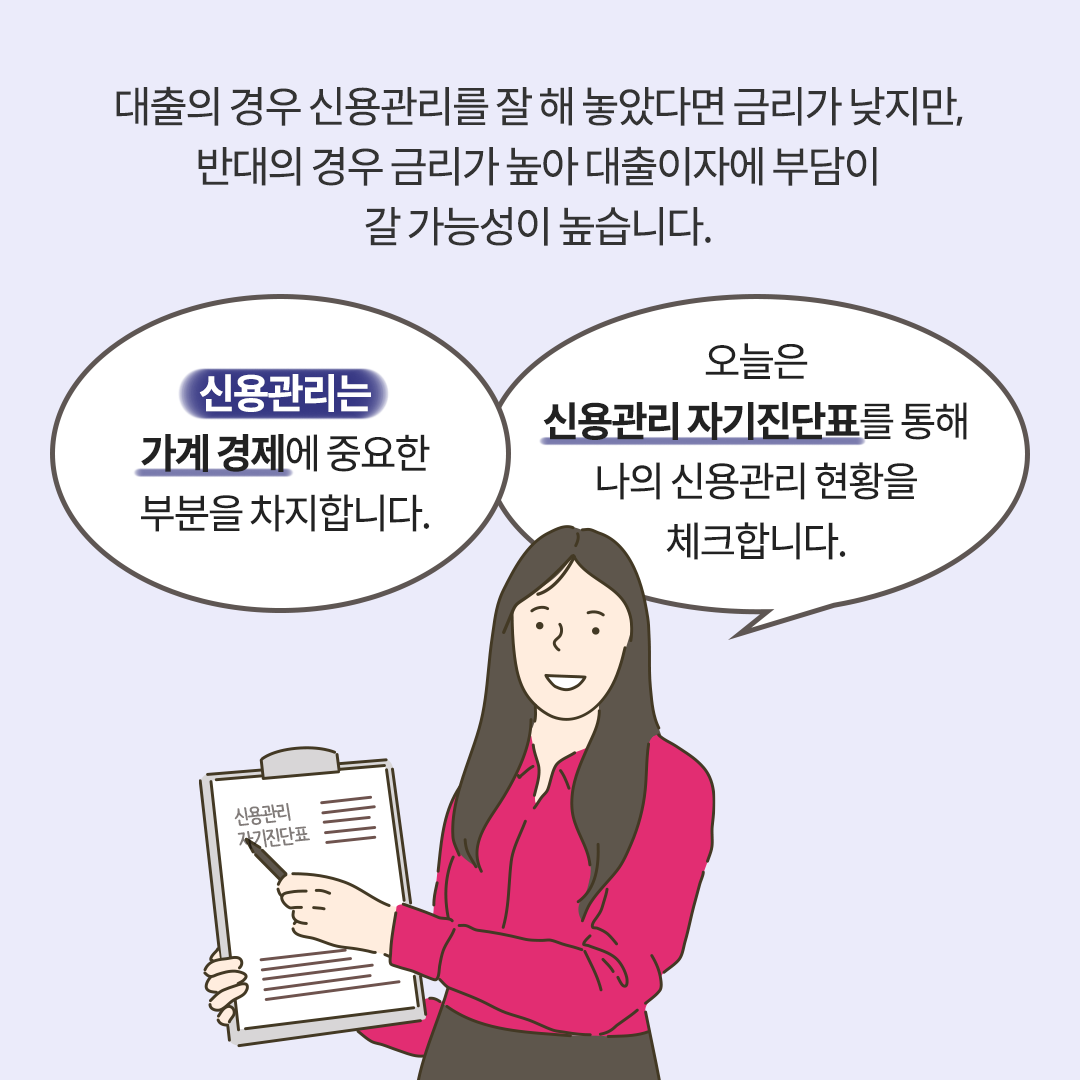 대출의 경우 신용관리를 잘 해 놓았다면 금리가 낮지만,
반대의 경우 금리가 높아 대출이자에 부담이
갈 가능성이 높습니다.
신용관리는
가계 경제에 중요한
부분을 차지합니다.
오늘은
신용관리 자기진단표를 통해
나의 신용관리 현황을
체크합니다.
신용관리
자기진단표